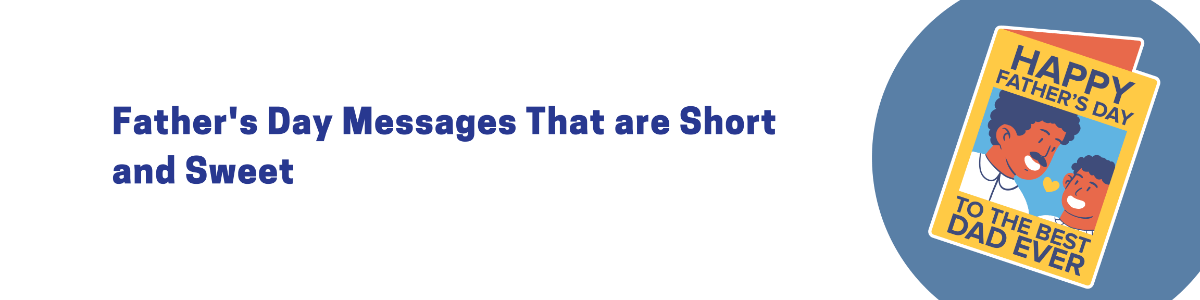 Father's Day Messages That are Short
and Sweet
HAPPY
FATHER'S DAY
TO THE BEST
DAD EVER